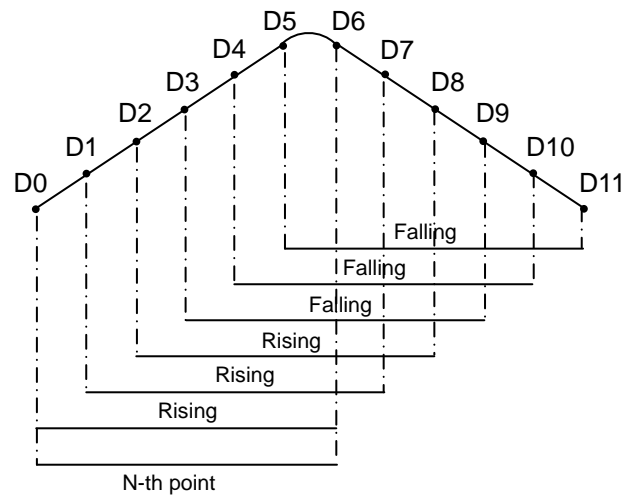 D5 D6
D4 D7
D3 D8
D2 D9
D1 D10
D0 D11
Falling
Falling
Falling
Rising
Rising
Rising
N-th point